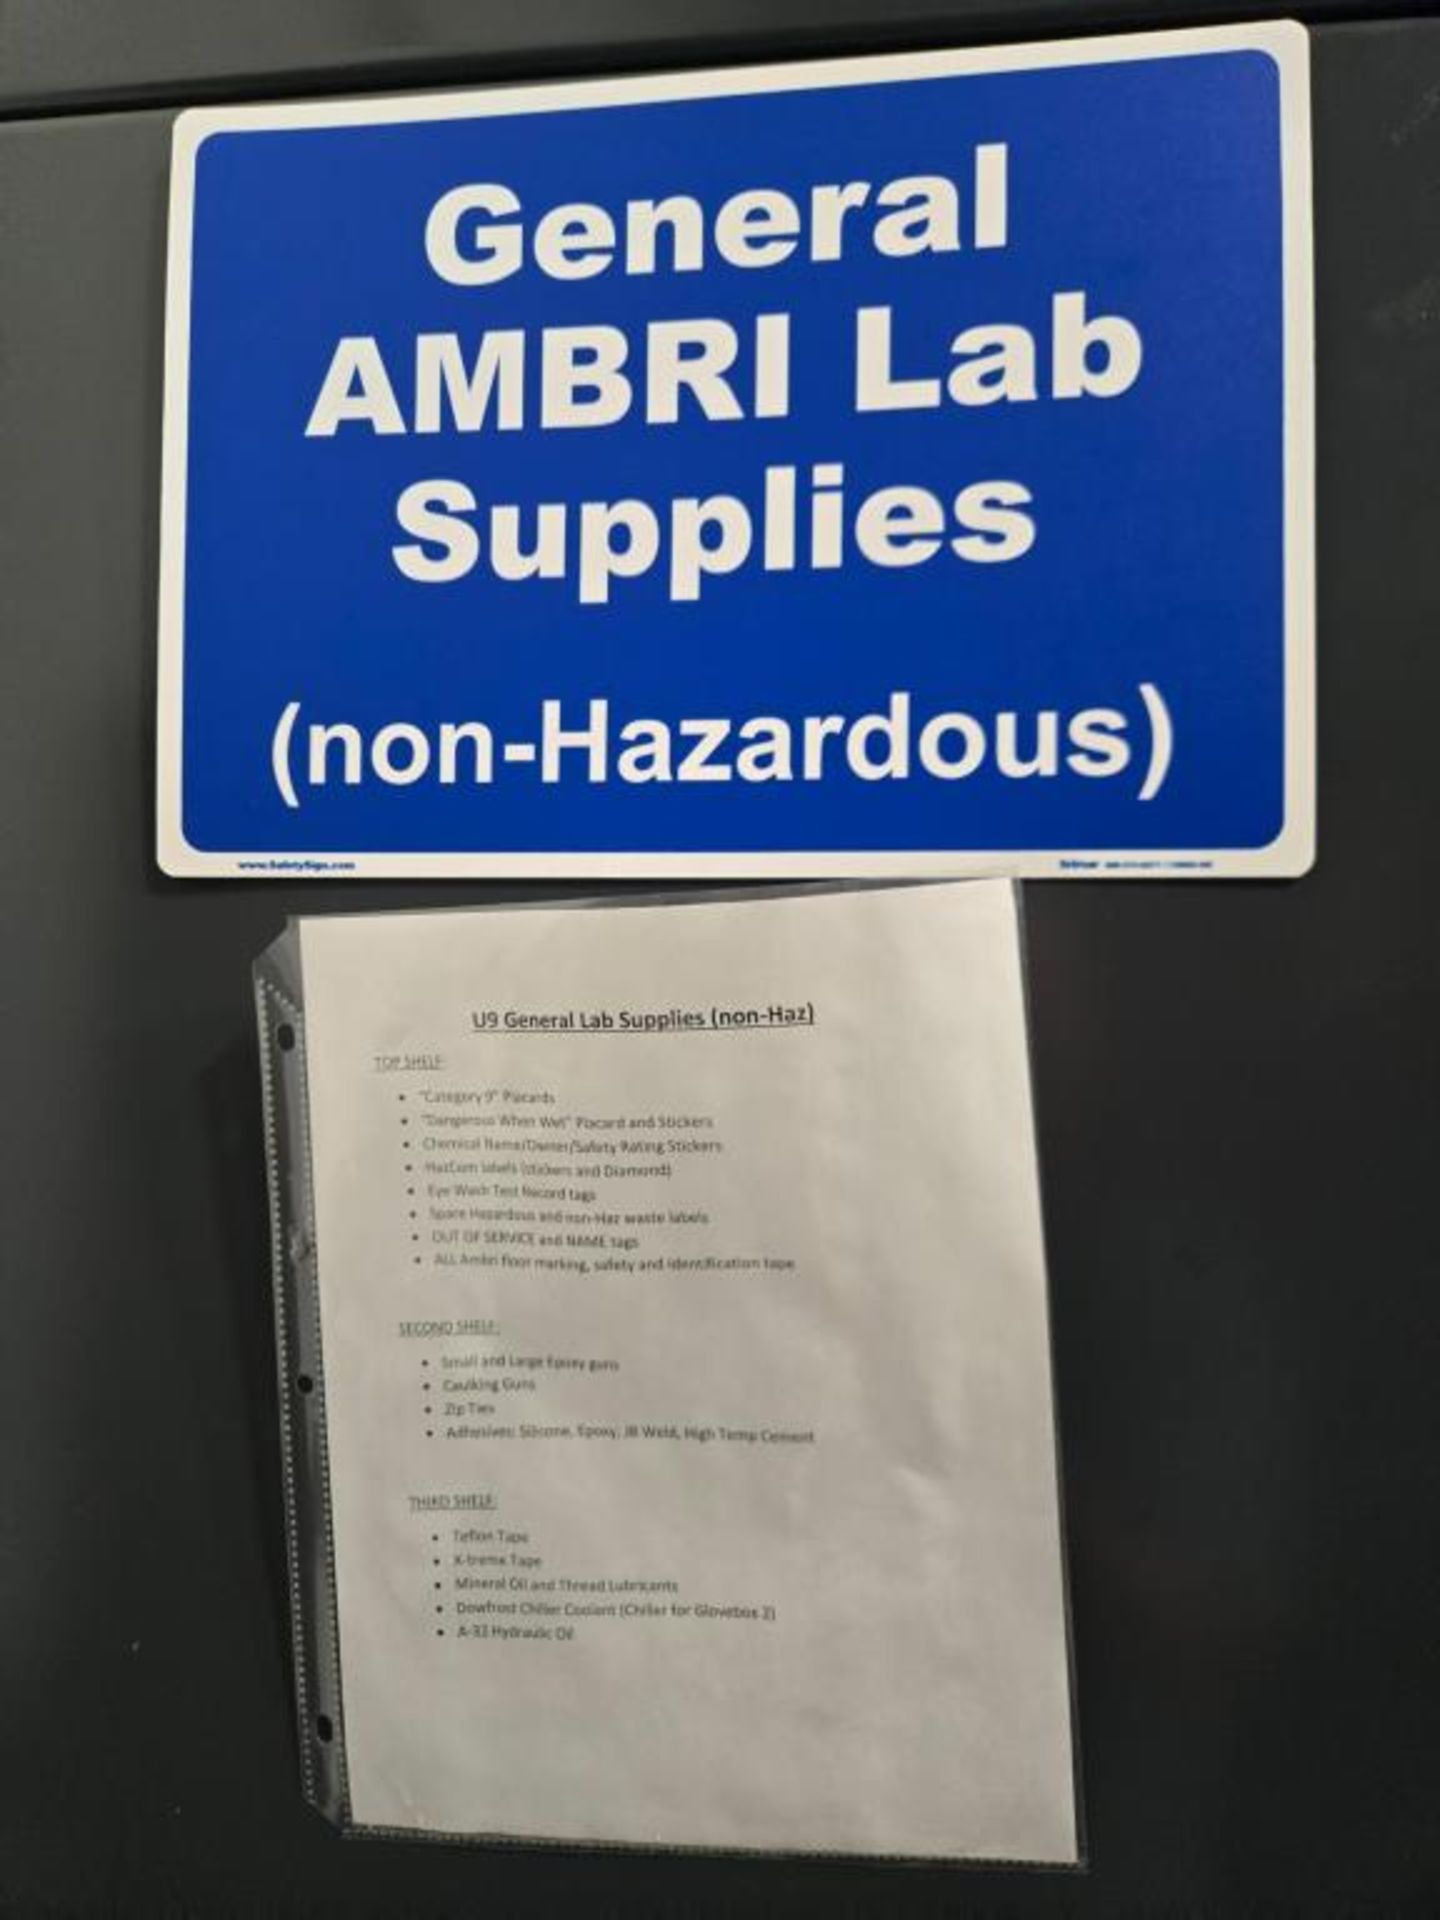 General
AMBRI Lab
Supplies
(non-Hazardous)
www.SafetySign.com
U9 General Lab Supplies (non-Haz)
TOP SHELF:
• "Category 9" Placards
• "Dangerous When Wet" Placard and Stickers
• Chemical Name/Owner/Safety Rating Stickers
• HazCom labels (stickers and Diamond)
• Eye Wash Test Record tags
• Spare Hazardous and non-Haz waste labels
• OUT OF SERVICE and NAME tags
• ALL Ambri floor marking, safety and identification tape
SECOND SHELF:
• Small and Large Epoxy guns
• Caulking Guns
• Zip Ties
• Adhesives: Silicone, Epoxy, JB Weld, High Temp Cement
THIRD SHELF:
• Teflon Tape
• X-treme Tape
• Mineral Oil and Thread Lubricants
• Dowfrost Chiller Coolant (Chiller for Glovebox 2)
• A-32 Hydraulic Oil